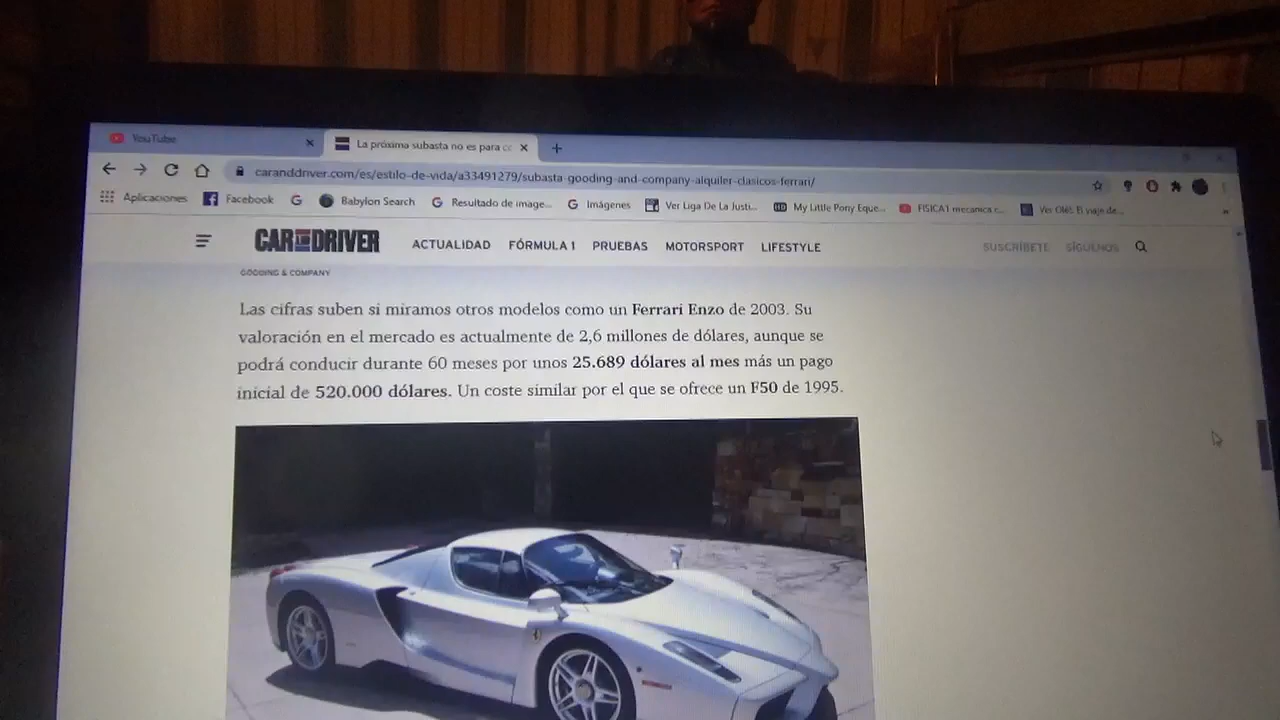 YouTube
La próxima subasta no es para co
caranddriver.com/es/estilo-de-vida/a33491279/subasta-gooding-and-company-alquiler-clasicos-ferrari/
Aplicaciones Facebook Babylon Search Resultado de image... Imágenes Ver Liga De La Justi... My Little Pony Eque... FISICA1 mecanica c... Ver Olé: El viaje de...
CAR AND DRIVER ACTUALIDAD FÓRMULA 1 PRUEBAS MOTORSPORT LIFESTYLE SUSCRÍBETE SÍGUENOS
GOODING & COMPANY
Las cifras suben si miramos otros modelos como un Ferrari Enzo de 2003. Su
valoración en el mercado es actualmente de 2,6 millones de dólares, aunque se
podrá conducir durante 60 meses por unos 25.689 dólares al mes más un pago
inicial de 520.000 dólares. Un coste similar por el que se ofrece un F50 de 1995.